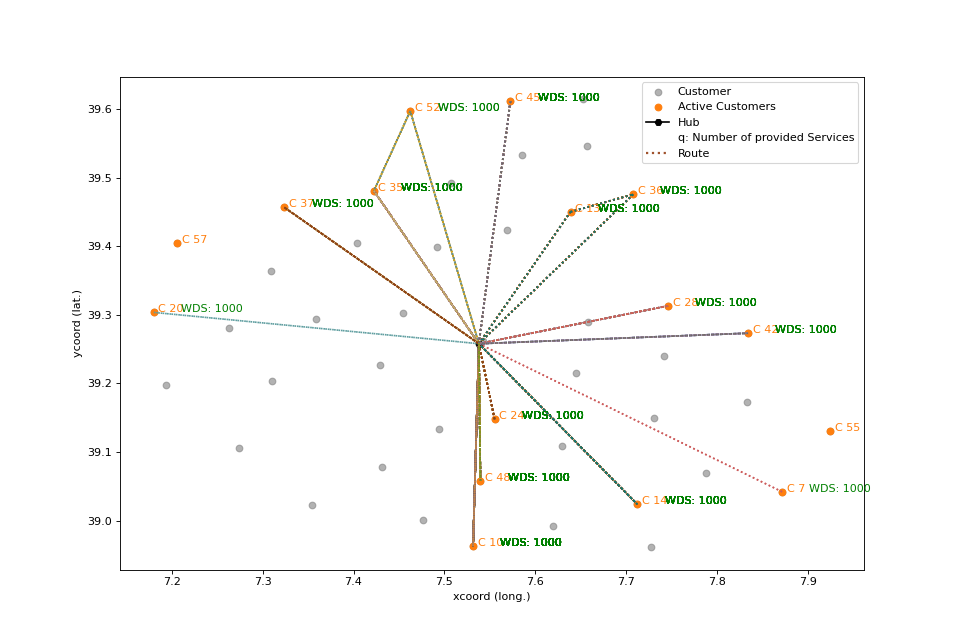 39.6
39.5
39.4
39.3
39.2
39.1
39.0
7.2
7.3
7.4
7.5
7.6
7.7
7.8
7.9
xcoord (long.)
ycoord (lat.)
Customer
Active Customers
Hub
q: Number of provided Services
Route
C 52 WDS: 1000
C 45 WDS: 1000
C 35 WDS: 1000
C 36 WDS: 1000
C 37 WDS: 1000
WDS: 1000
C 57
C 20 WDS: 1000
C 28 WDS: 1000
C 42 WDS: 1000
C 24 WDS: 1000
C 55
C 48 WDS: 1000
C 7 WDS: 1000
C 14 WDS: 1000
C 10 WDS: 1000